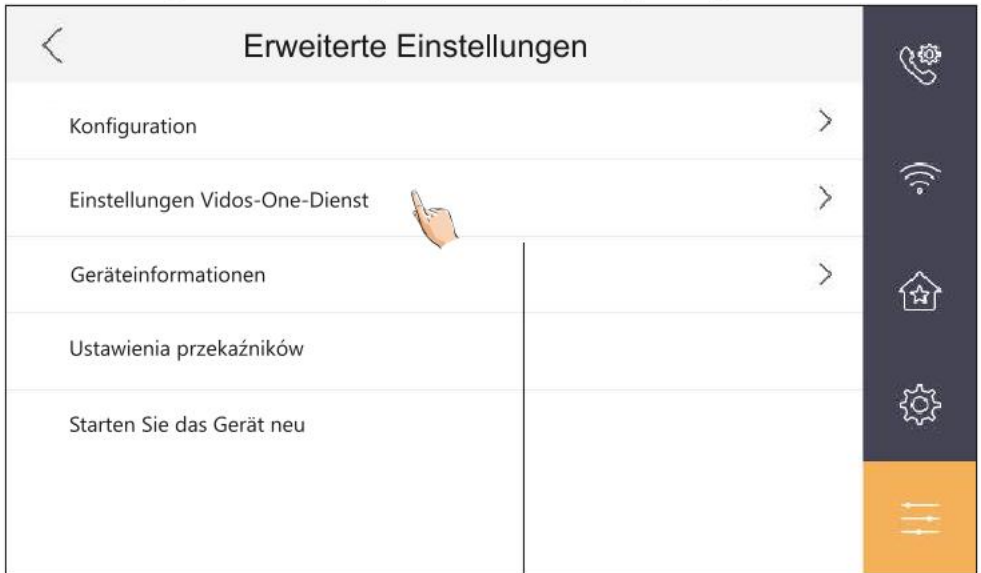 Erweiterte Einstellungen
Konfiguration
Einstellungen Vidos-One-Dienst
Geräteinformationen
Ustawienia przekaźników
Starten Sie das Gerät neu